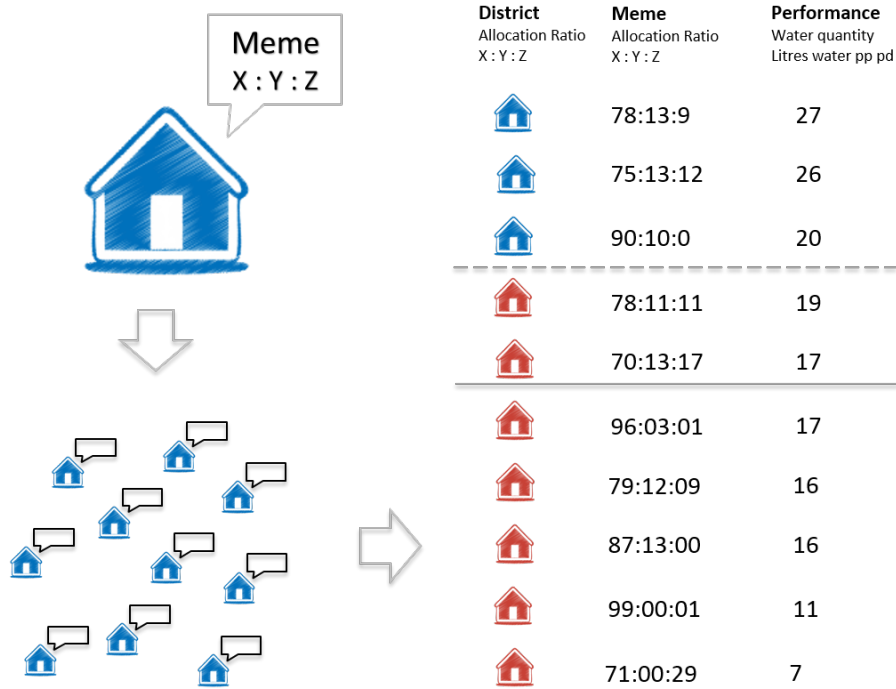 Meme
X : Y : Z
District Meme Performance
Allocation Ratio Allocation Ratio Water quantity
X : Y : Z X : Y : Z Litres water pp pd
78:13:9 27
75:13:12 26
90:10:0 20
78:11:11 19
70:13:17 17
96:03:01 17
79:12:09 16
87:13:00 16
99:00:01 11
71:00:29 7